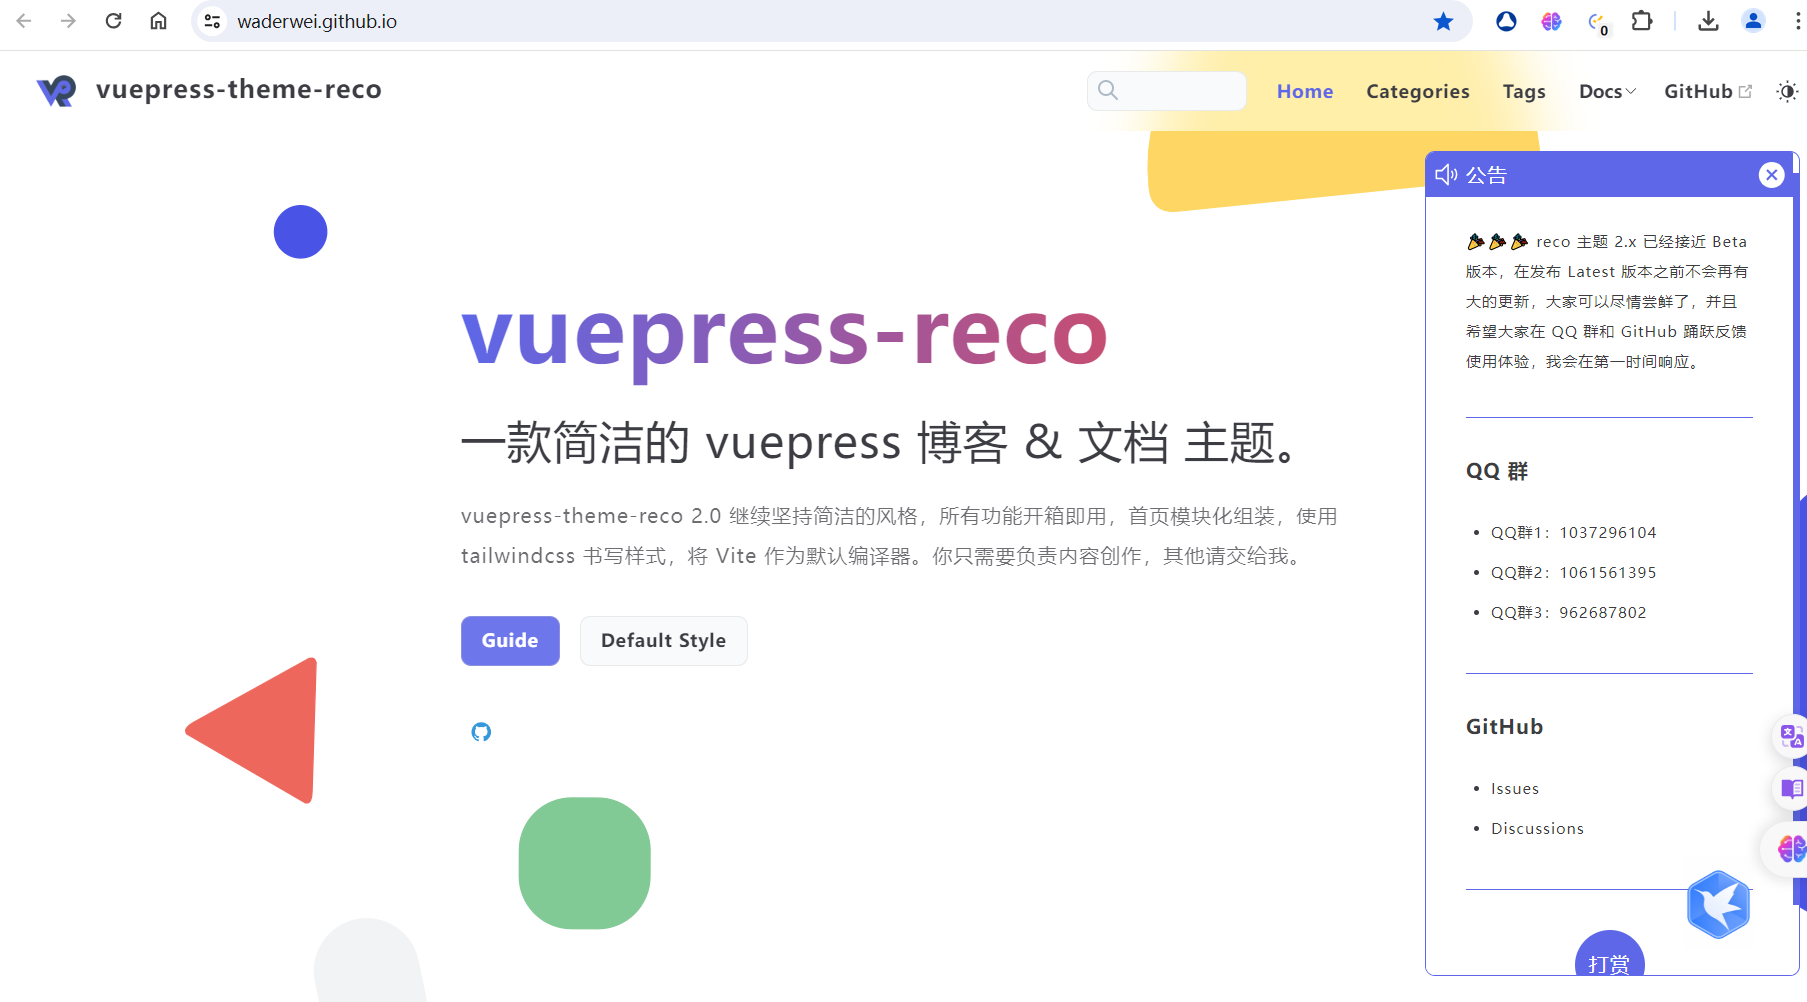 waderwei.github.io
0
vuepress-theme-reco
Home
Categories
Tags
Docs
GitHub
公告
reco 主题 2.x 已经接近 Beta
版本，在发布 Latest 版本之前不会再有
大的更新，大家可以尽情尝鲜了，并且
希望大家在 QQ 群和 GitHub 踊跃反馈
使用体验，我会在第一时间响应。
vuepress-reco
一款简洁的 vuepress 博客 & 文档 主题。
vuepress-theme-reco 2.0 继续坚持简洁的风格，所有功能开箱即用，首页模块化组装，使用
tailwindcss 书写样式，将 Vite 作为默认编译器。你只需要负责内容创作，其他请交给我。
Guide
Default Style
QQ 群
QQ群1：1037296104
QQ群2：1061561395
QQ群3：962687802
GitHub
Issues
Discussions
打赏